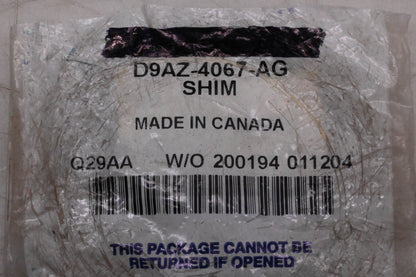 D9AZ-4067-AG
SHIM
MADE IN CANADA
Q29AA W/O 200194 011204
THIS PACKAGE CANNOT BE
RETURNED IF OPENED